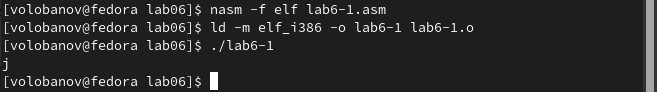 [volobanov@fedora lab06]$ nasm -f elf lab6-1.asm
[volobanov@fedora lab06]$ ld -m elf_i386 -o lab6-1 lab6-1.o
[volobanov@fedora lab06]$ ./lab6-1
j
[volobanov@fedora lab06]$